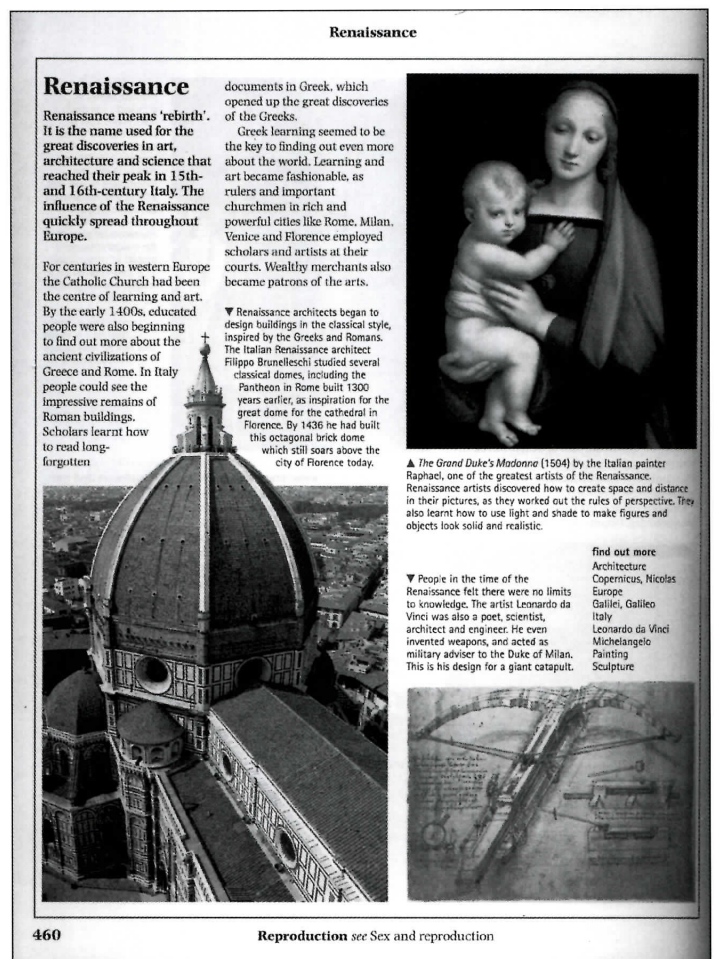 Renaissance
Renaissance
Renaissance means 'rebirth'.
It is the name used for the
great discoveries in art,
architecture and science that
reached their peak in 15th-
and 16th-century Italy. The
influence of the Renaissance
quickly spread throughout
Europe.
For centuries in western Europe
the Catholic Church had been
the centre of learning and art.
By the early 1400s, educated
people were also beginning
to find out more about the
ancient civilizations of
Greece and Rome. In Italy
people could see the
impressive remains of
Roman buildings.
Scholars learnt how
to read long-
forgotten
documents in Greek, which
opened up the great discoveries
of the Greeks.
Greek learning seemed to be
the key to finding out even more
about the world. Learning and
art became fashionable, as
rulers and important
churchmen in rich and
powerful cities like Rome, Milan,
Venice and Florence employed
scholars and artists at their
courts. Wealthy merchants also
became patrons of the arts.
▼ Renaissance architects began to
design buildings in the classical style,
inspired by the Greeks and Romans.
The Italian Renaissance architect
Filippo Brunelleschi studied several
classical domes, including the
Pantheon in Rome built 1300
years earlier, as inspiration for the
great dome for the cathedral in
Florence. By 1436 he had built
this octagonal brick dome
which still soars above the
city of Florence today.
▲ The Grand Duke's Madonna (1504) by the Italian painter
Raphael, one of the greatest artists of the Renaissance.
Renaissance artists discovered how to create space and distance
in their pictures, as they worked out the rules of perspective. They
also learnt how to use light and shade to make figures and
objects look solid and realistic.
▼ People in the time of the
Renaissance felt there were no limits
to knowledge. The artist Leonardo da
Vinci was also a poet, scientist,
architect and engineer. He even
invented weapons, and acted as
military adviser to the Duke of Milan.
This is his design for a giant catapult.
find out more
Architecture
Copernicus, Nicolas
Europe
Galilei, Galileo
Italy
Leonardo da Vinci
Michelangelo
Painting
Sculpture
460
Reproduction see Sex and reproduction